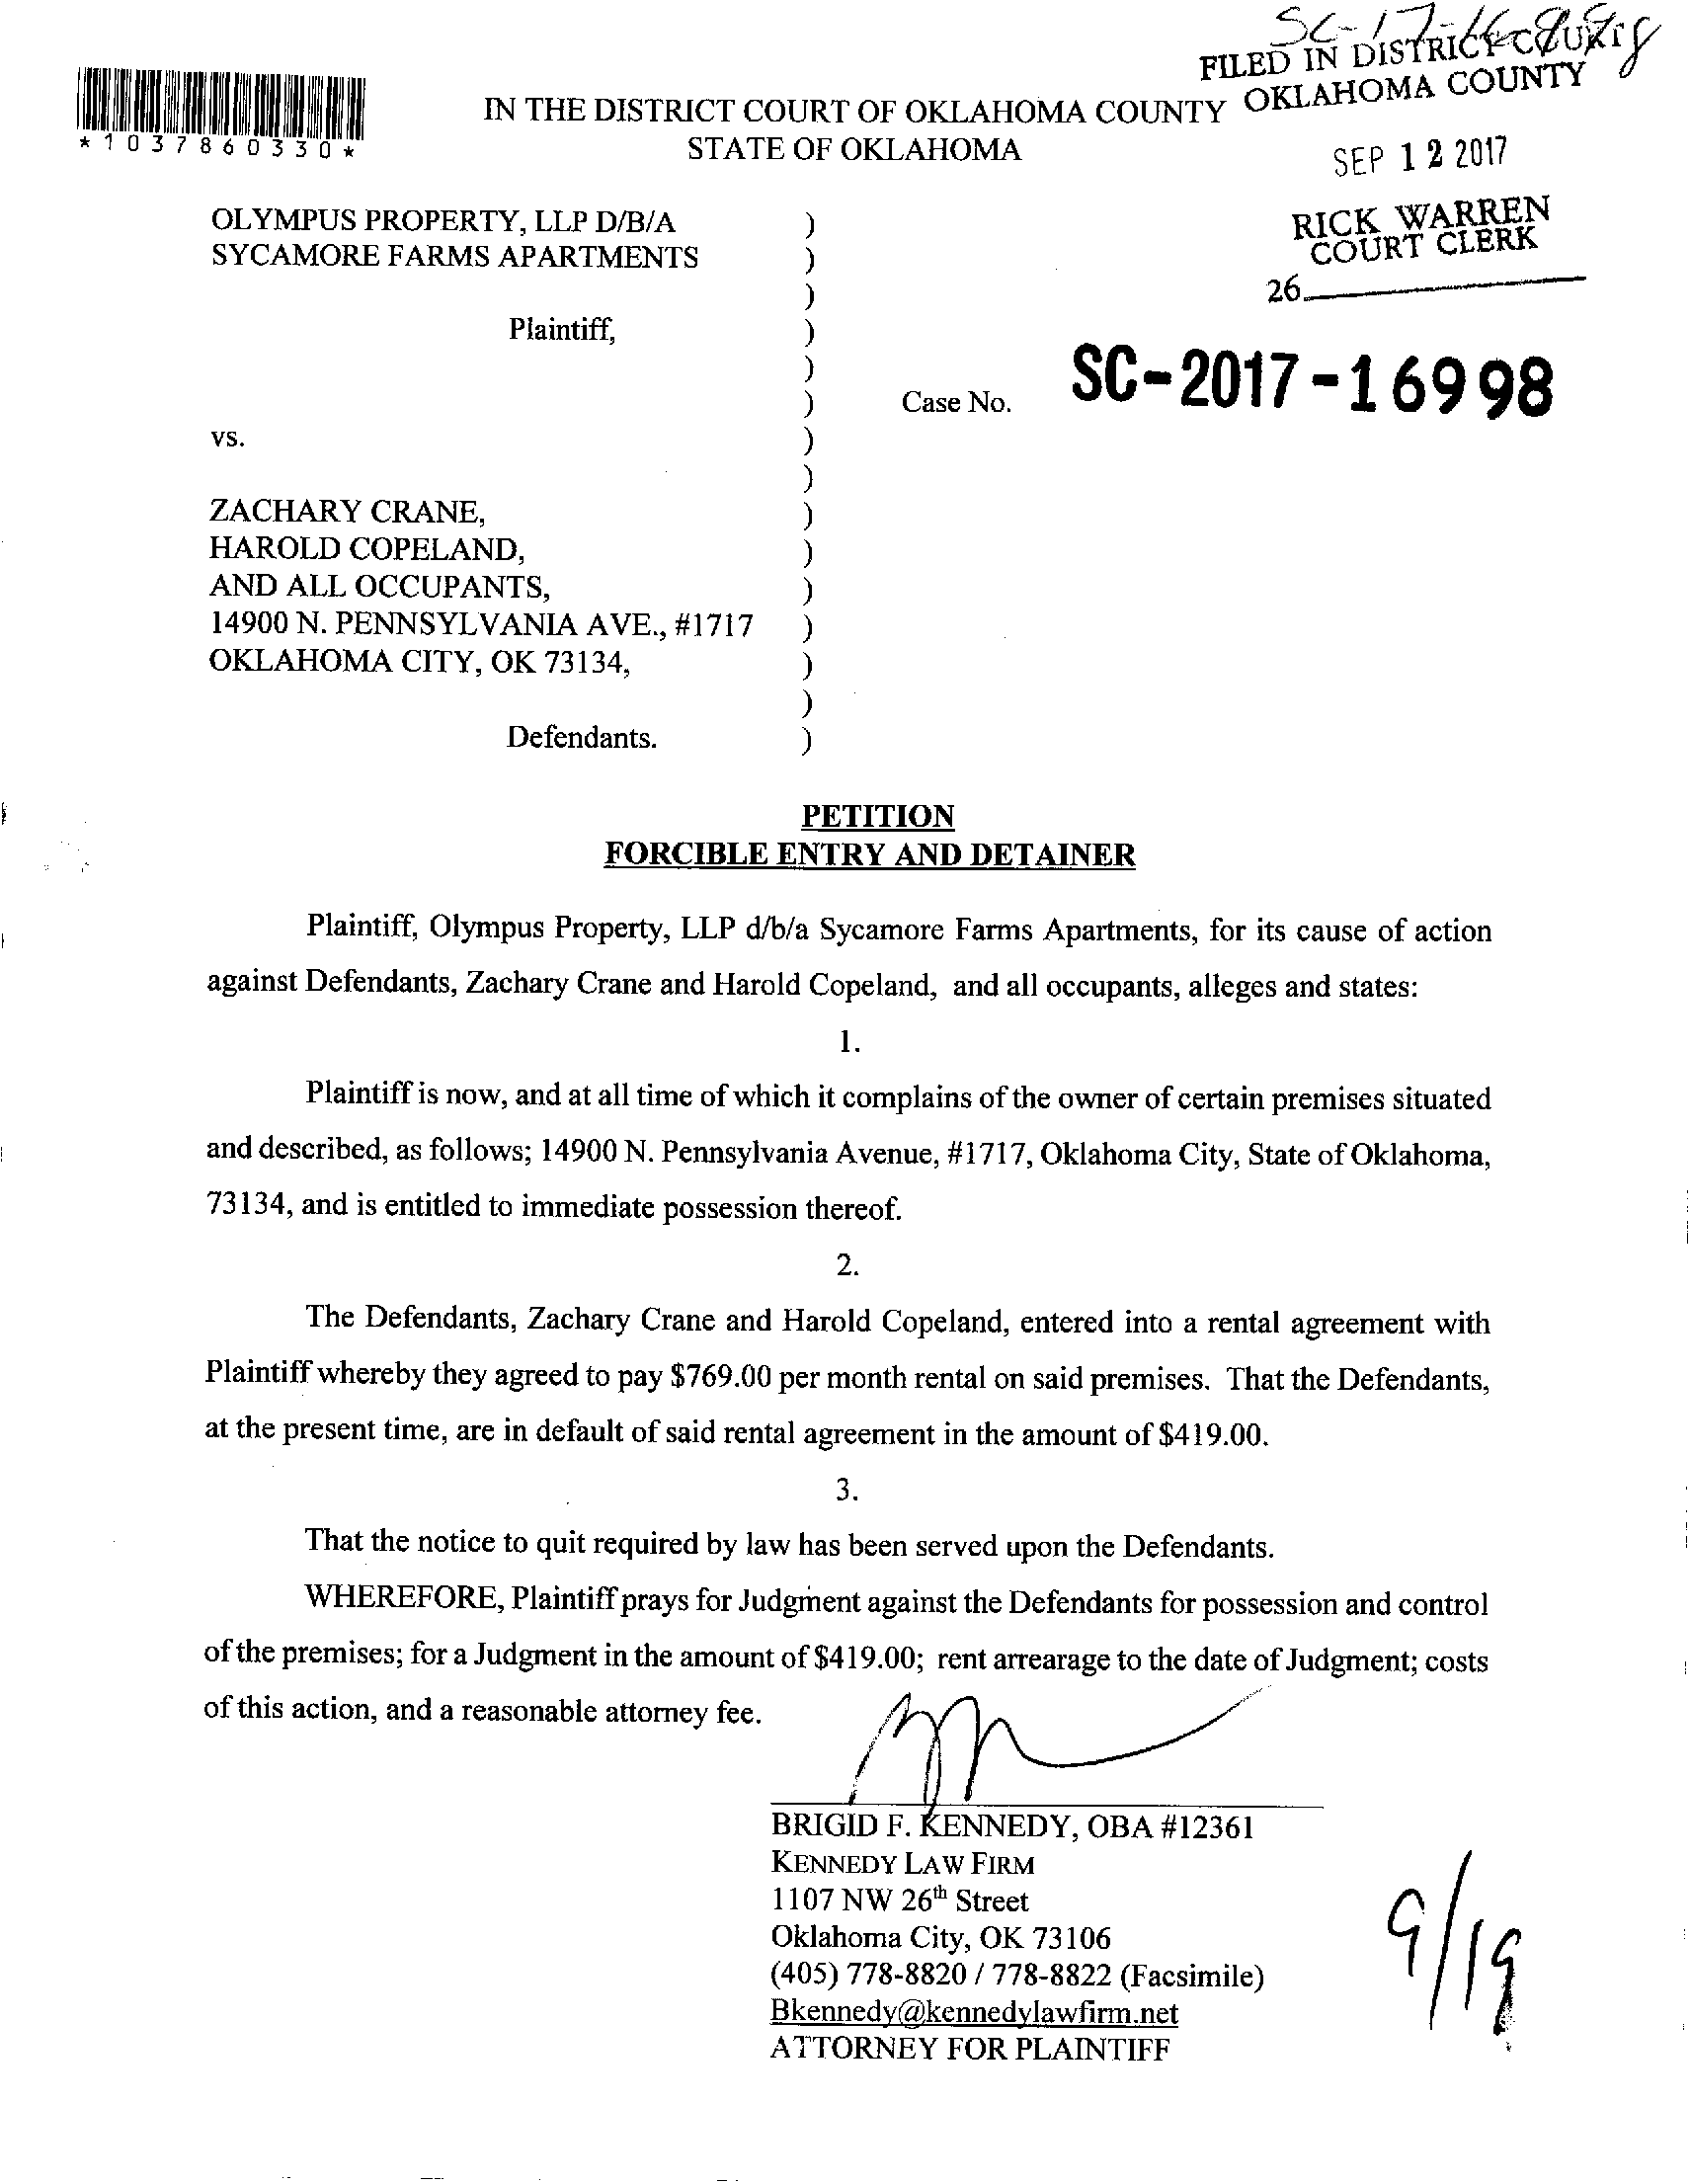 SC-17-16998
FILED IN DISTRICT COURT
OKLAHOMA COUNTY
*1037860330*
IN THE DISTRICT COURT OF OKLAHOMA COUNTY
STATE OF OKLAHOMA
SEP 12 2017
RICK WARREN
COURT CLERK
26
OLYMPUS PROPERTY, LLP D/B/A )
SYCAMORE FARMS APARTMENTS )
)
Plaintiff, )
)
) Case No. SC-2017-16998
vs. )
)
ZACHARY CRANE, )
HAROLD COPELAND, )
AND ALL OCCUPANTS, )
14900 N. PENNSYLVANIA AVE., #1717 )
OKLAHOMA CITY, OK 73134, )
)
Defendants. )
PETITION
FORCIBLE ENTRY AND DETAINER
Plaintiff, Olympus Property, LLP d/b/a Sycamore Farms Apartments, for its cause of action
against Defendants, Zachary Crane and Harold Copeland, and all occupants, alleges and states:
1.
Plaintiff is now, and at all time of which it complains of the owner of certain premises situated
and described, as follows; 14900 N. Pennsylvania Avenue, #1717, Oklahoma City, State of Oklahoma,
73134, and is entitled to immediate possession thereof.
2.
The Defendants, Zachary Crane and Harold Copeland, entered into a rental agreement with
Plaintiff whereby they agreed to pay $769.00 per month rental on said premises. That the Defendants,
at the present time, are in default of said rental agreement in the amount of $419.00.
3.
That the notice to quit required by law has been served upon the Defendants.
WHEREFORE, Plaintiff prays for Judgment against the Defendants for possession and control
of the premises; for a Judgment in the amount of $419.00; rent arrearage to the date of Judgment; costs
of this action, and a reasonable attorney fee.
BRIGID F. KENNEDY, OBA #12361
KENNEDY LAW FIRM
1107 NW 26th Street
Oklahoma City, OK 73106
(405) 778-8820 / 778-8822 (Facsimile)
Bkennedy@kennedylawfirm.net
ATTORNEY FOR PLAINTIFF
9/19